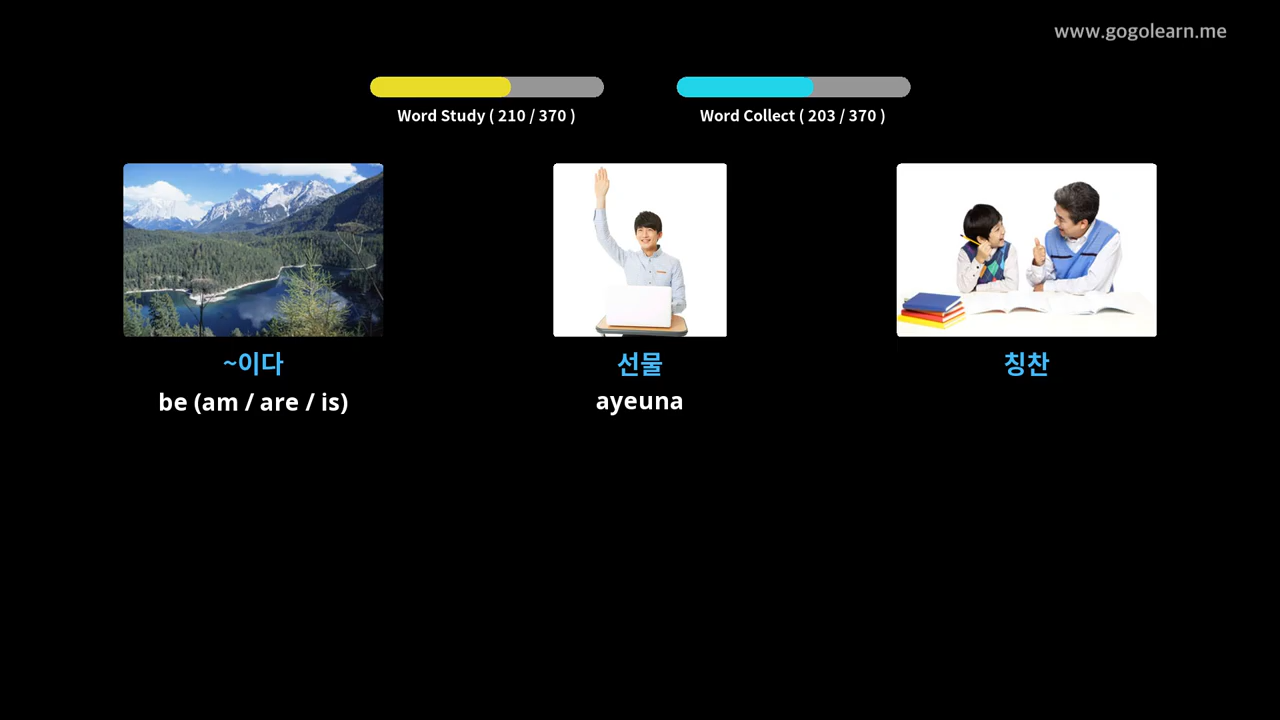 www.gogolearn.me
Word Study ( 210 / 370 )
Word Collect ( 203 / 370 )
~이다
be (am / are / is)
선물
ayeuna
칭찬